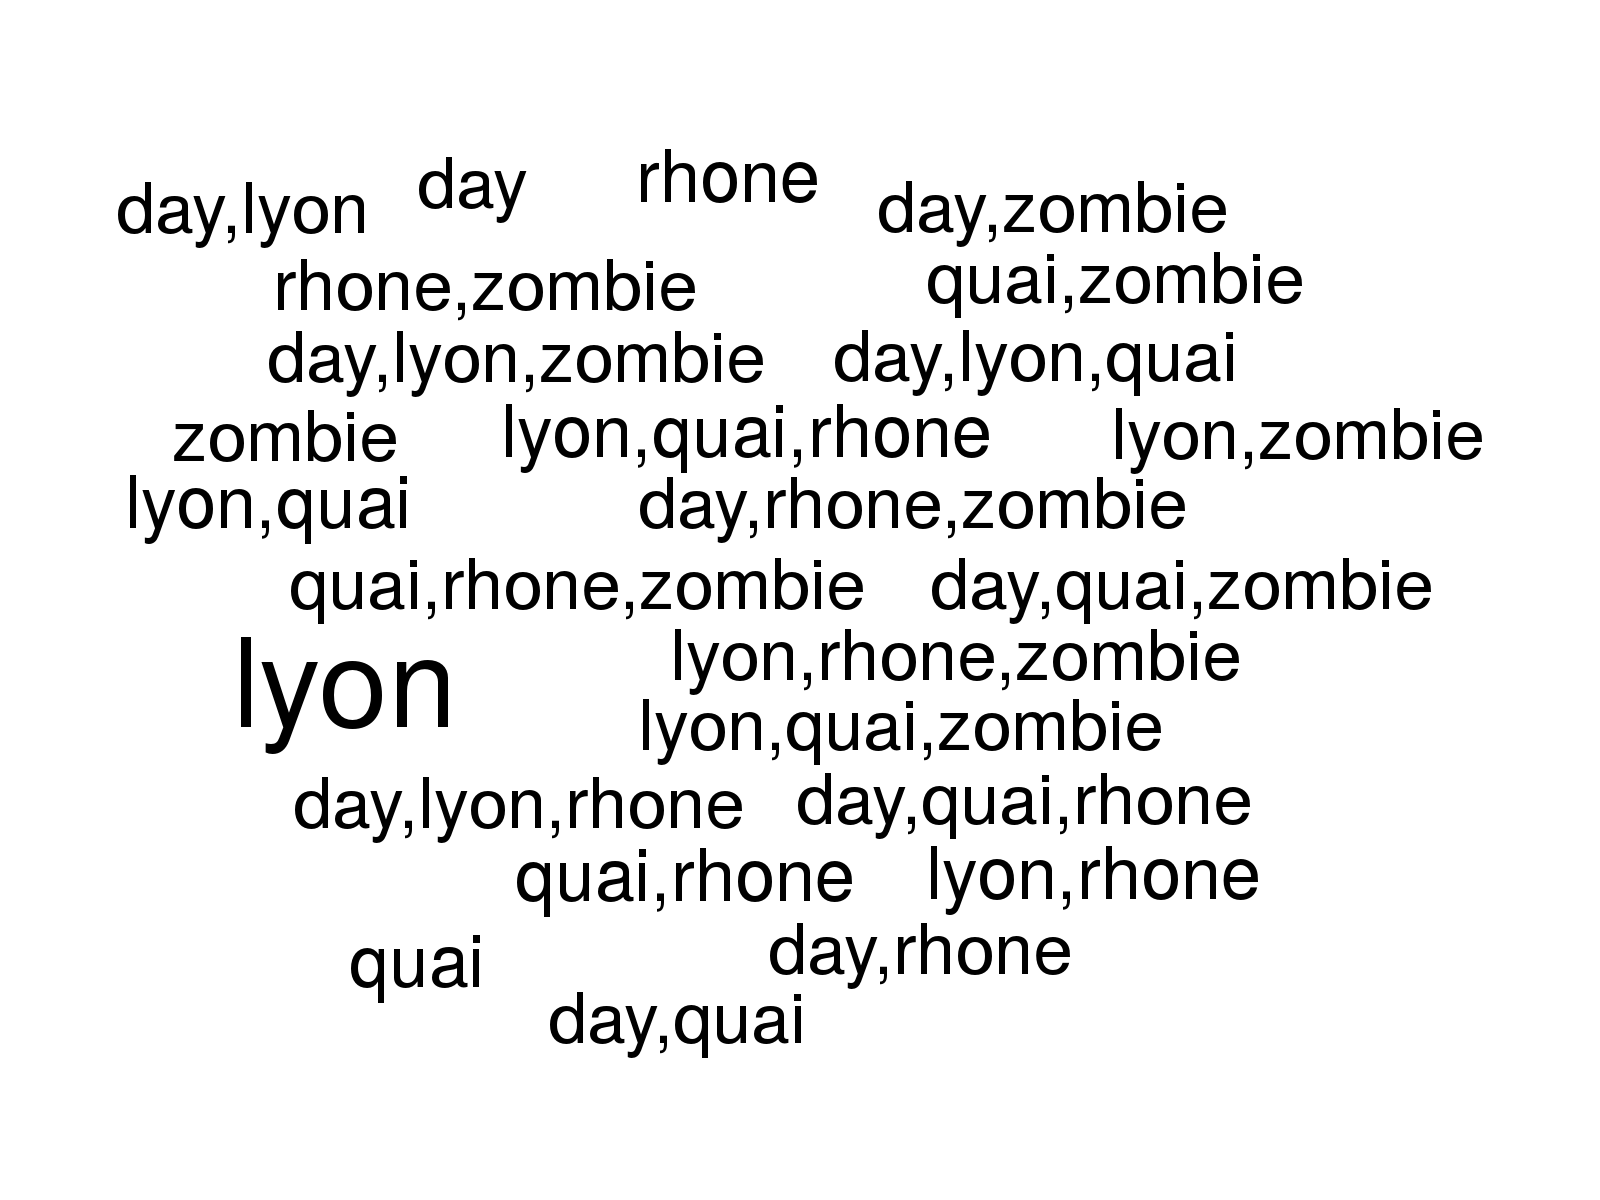 day,lyon day rhone day,zombie
rhone,zombie quai,zombie
day,lyon,zombie day,lyon,quai
zombie lyon,quai,rhone lyon,zombie
lyon,quai day,rhone,zombie
quai,rhone,zombie day,quai,zombie
lyon lyon,rhone,zombie
lyon,quai,zombie
day,lyon,rhone day,quai,rhone
quai,rhone lyon,rhone
quai day,rhone
day,quai